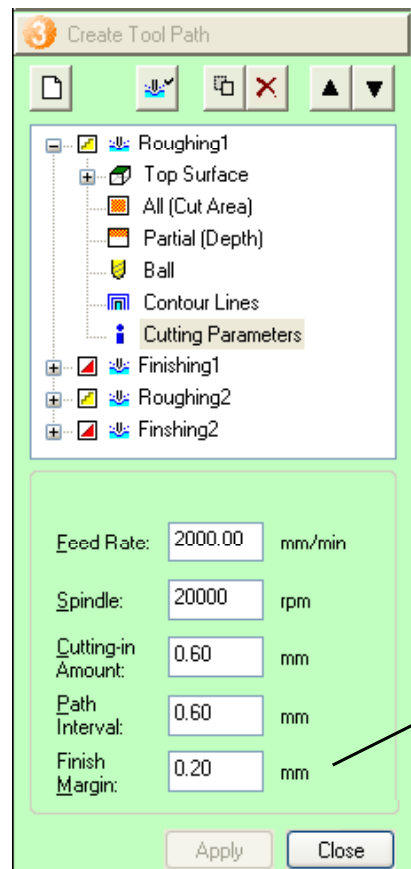 3 Create Tool Path
Roughing1
Top Surface
All (Cut Area)
Partial (Depth)
Ball
Contour Lines
Cutting Parameters
Finishing1
Roughing2
Finshing2
Feed Rate: 2000.00 mm/min
Spindle: 20000 rpm
Cutting-in
Amount: 0.60 mm
Path
Interval: 0.60 mm
Finish
Margin: 0.20 mm
Apply Close